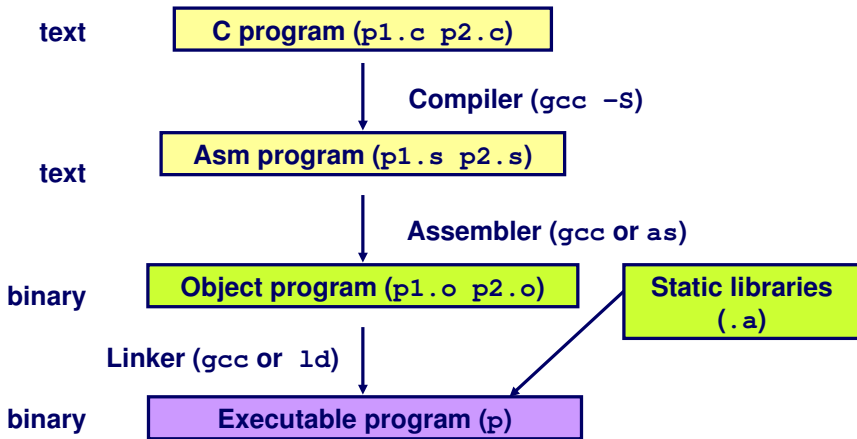 text
C program (p1.c p2.c)
Compiler (gcc –S)
text
Asm program (p1.s p2.s)
Assembler (gcc or as)
binary
Object program (p1.o p2.o)
Static libraries
(.a)
Linker (gcc or ld)
binary
Executable program (p)